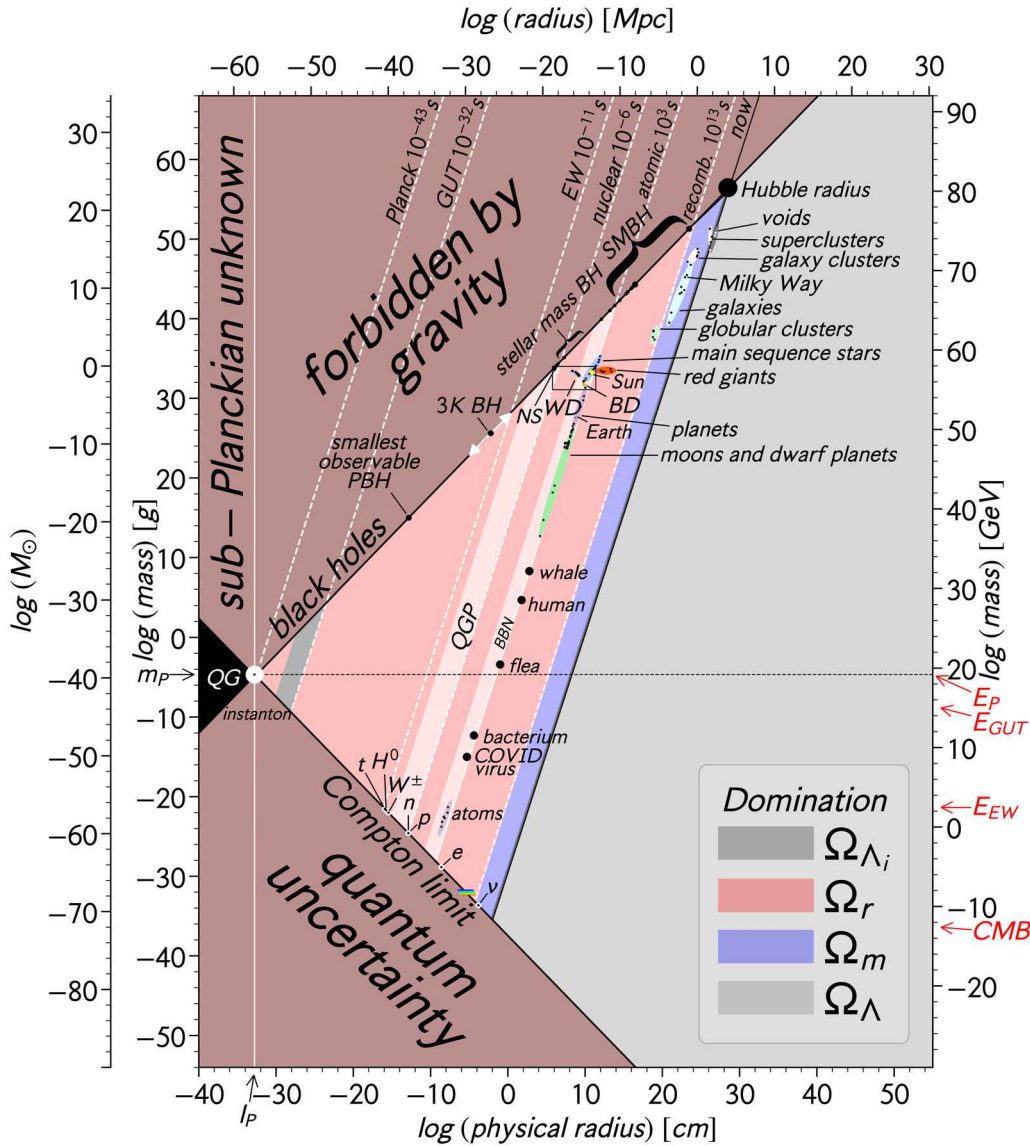 log (radius) [Mpc]
−60 −50 −40 −30 −20 −10 0 10 20 30
log (M⊙)
30
20
10
0
−10
−20
−30
−40
−50
−60
−70
−80
log (mass) [g]
60
50
40
30
20
10
0
m_P
−10
−20
−30
−40
−50
sub − Planckian unknown
forbidden by
gravity
Planck 10^{−43} s
GUT 10^{−32} s
EW 10^{−11} s
nuclear 10^{−6} s
atomic 10^3 s
recomb. 10^{13} s
now
Hubble radius
voids
superclusters
galaxy clusters
Milky Way
galaxies
globular clusters
main sequence stars
red giants
Sun
BD
WD
NS
Earth
planets
moons and dwarf planets
SMBH
stellar mass BH
3K BH
smallest
observable
PBH
black holes
QGP
BBN
whale
human
flea
bacterium
COVID
virus
atoms
QG
instanton
t H^0
W^±
n
p
e
ν
Compton limit
quantum
uncertainty
Domination
Ω_{Λ_i}
Ω_r
Ω_m
Ω_Λ
90
80
70
60
50
40
30
20
10
0
−10
−20
log (mass) [GeV]
E_P
E_GUT
E_EW
CMB
−40 −30 −20 −10 0 10 20 30 40 50
l_P
log (physical radius) [cm]